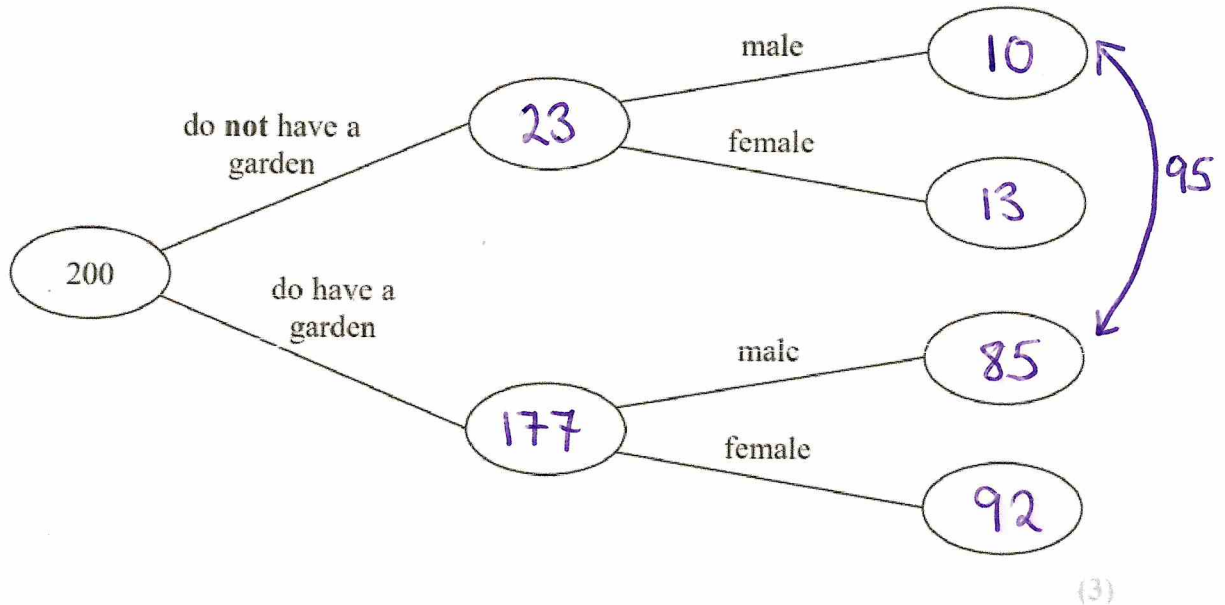 male
10
do not have a
garden
23
female
13
95
200
do have a
garden
male
85
177
female
92
(3)